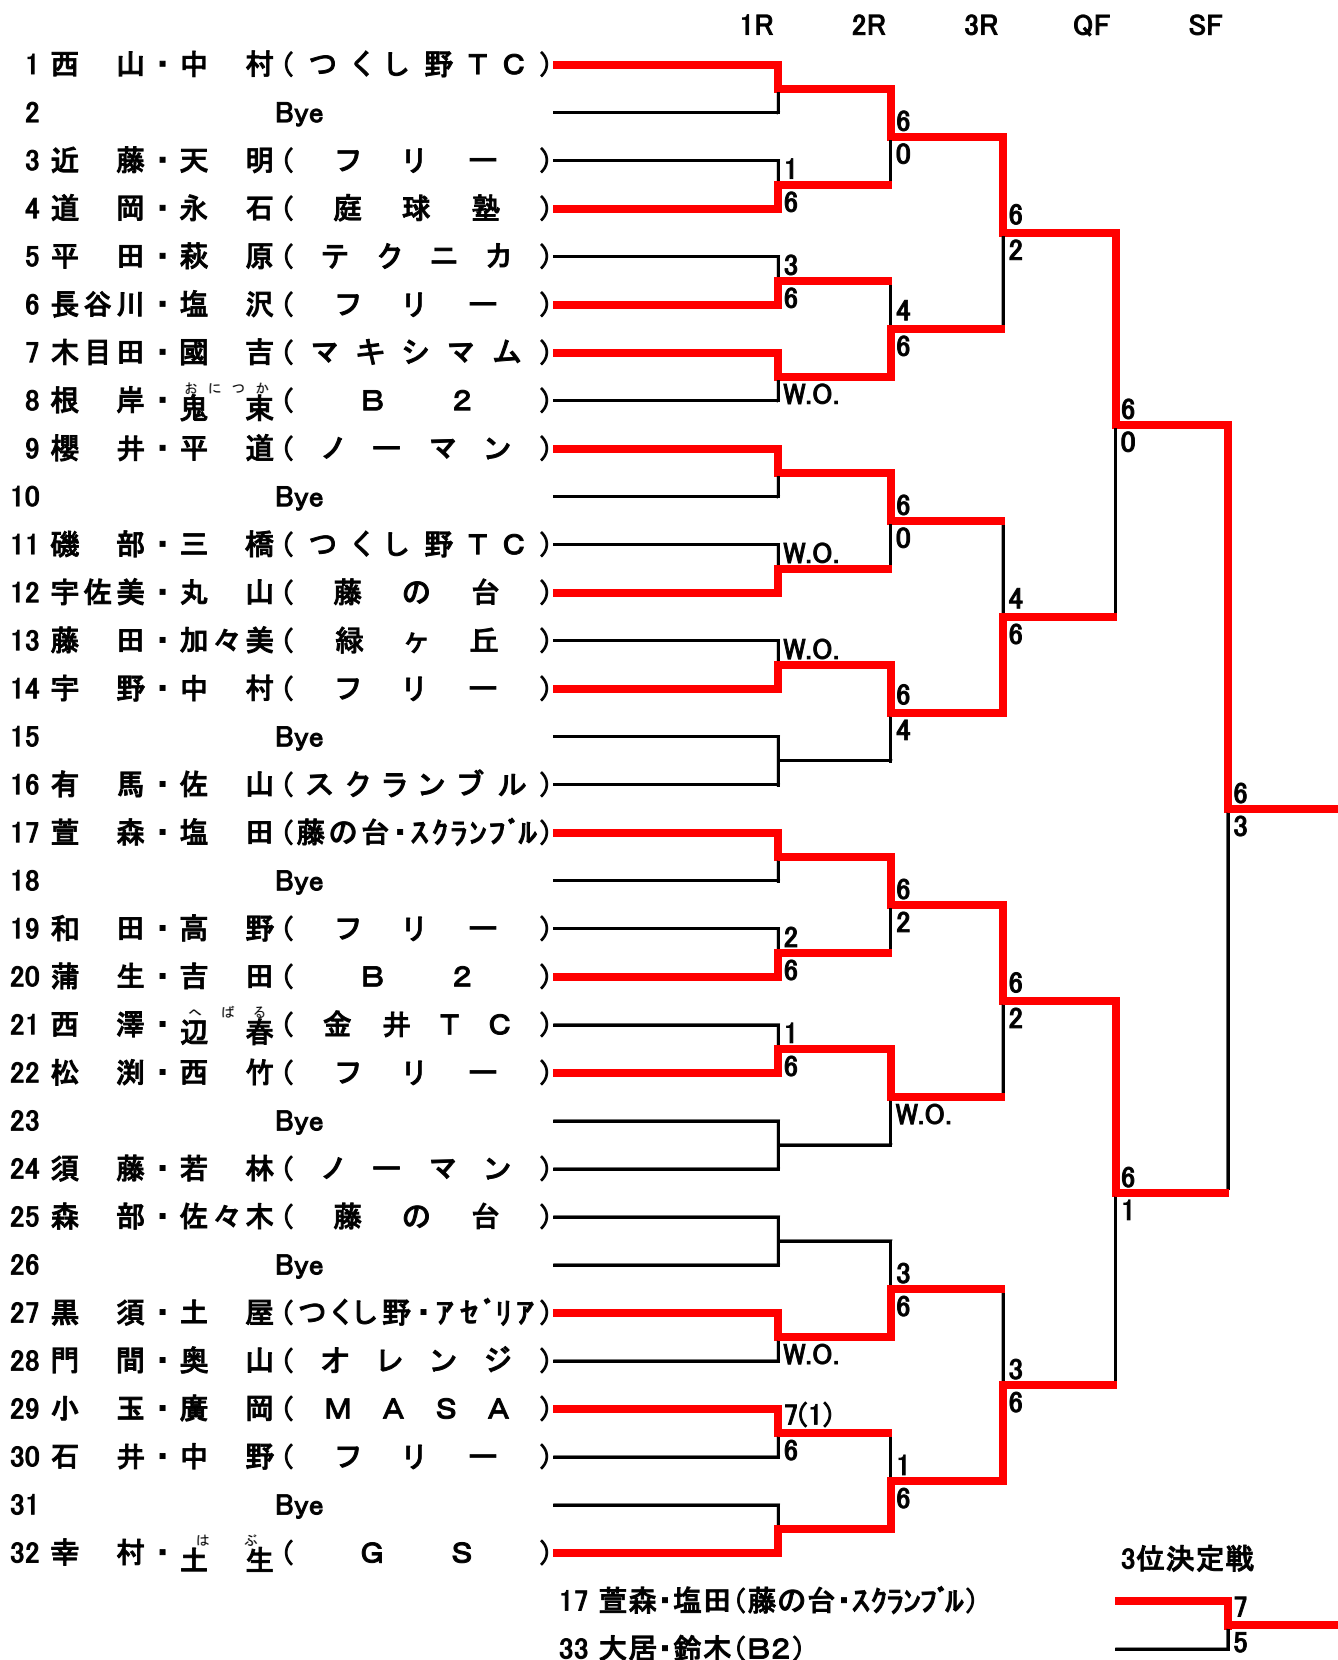 1R 2R 3R QF SF
1 西 山・中 村(つくし野TC)
2 Bye
6
3 近 藤・天 明(フリー)
0
1
4 道 岡・永 石(庭球塾)
6
6
5 平 田・萩 原(テクニカ)
2
3
6 長谷川・塩 沢(フリー)
6
4
7 木目田・國 吉(マキシマム)
6
おにつか
8 根 岸・鬼 束(B2)
W.O.
6
9 櫻 井・平 道(ノーマン)
0
10 Bye
6
11 磯 部・三 橋(つくし野TC)
0
W.O.
12 宇佐美・丸 山(藤の台)
4
13 藤 田・加々美(緑ヶ丘)
6
W.O.
14 宇 野・中 村(フリー)
6
15 Bye
4
16 有 馬・佐 山(スクランブル)
6
17 萱 森・塩 田(藤の台・スクランブル)
3
18 Bye
6
19 和 田・高 野(フリー)
2
2
20 蒲 生・吉 田(B2)
6
6
へばる
21 西 澤・辺 春(金井TC)
2
1
22 松 渕・西 竹(フリー)
6
23 Bye
W.O.
24 須 藤・若 林(ノーマン)
6
25 森 部・佐々木(藤の台)
1
26 Bye
3
27 黒 須・土 屋(つくし野・アゼリア)
6
28 門 間・奥 山(オレンジ)
W.O.
3
29 小 玉・廣 岡(MASA)
6
7(1)
30 石 井・中 野(フリー)
6
1
31 Bye
6
はぶ
32 幸 村・土 生(GS)
3位決定戦
17 萱森・塩田(藤の台・スクランブル)
7
33 大居・鈴木(B2)
5